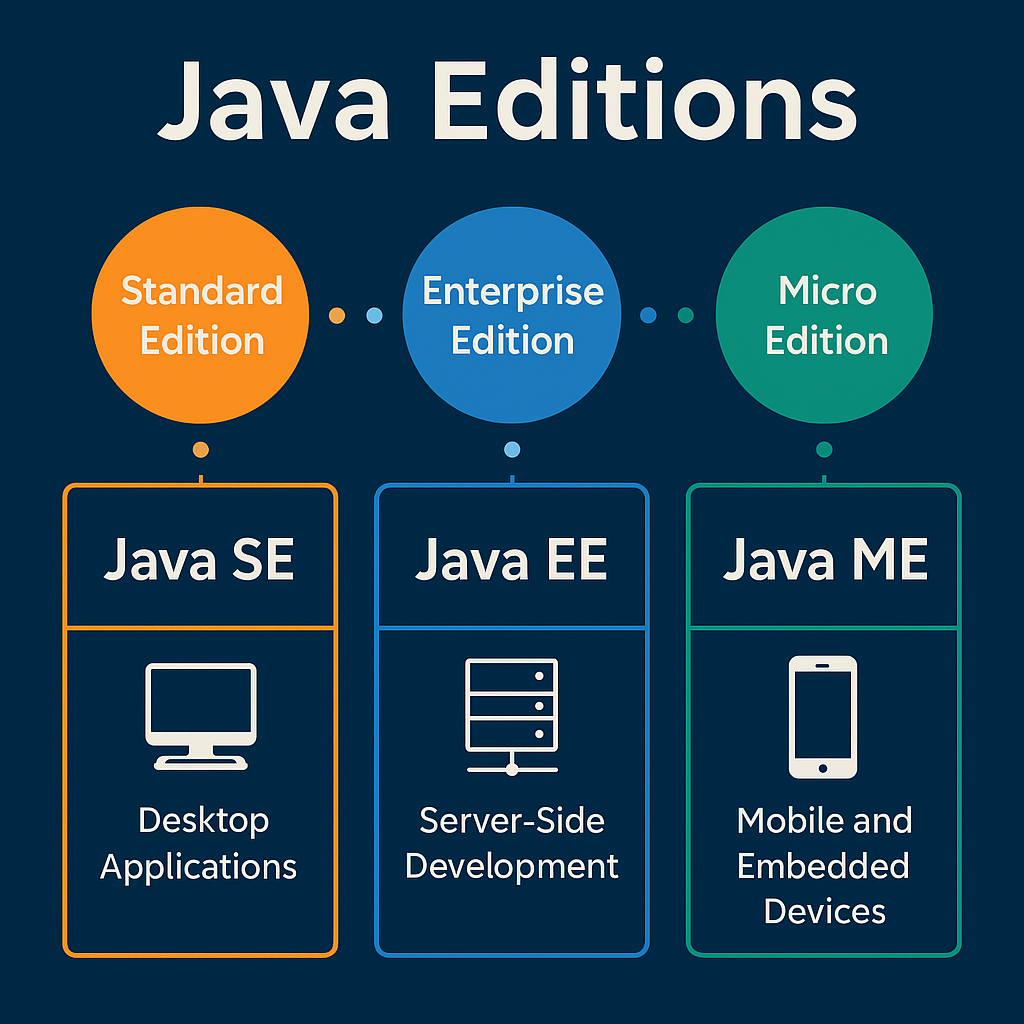 Java Editions
Standard
Edition
Enterprise
Edition
Micro
Edition
Java SE
Java EE
Java ME
Desktop
Applications
Server-Side
Development
Mobile and
Embedded
Devices